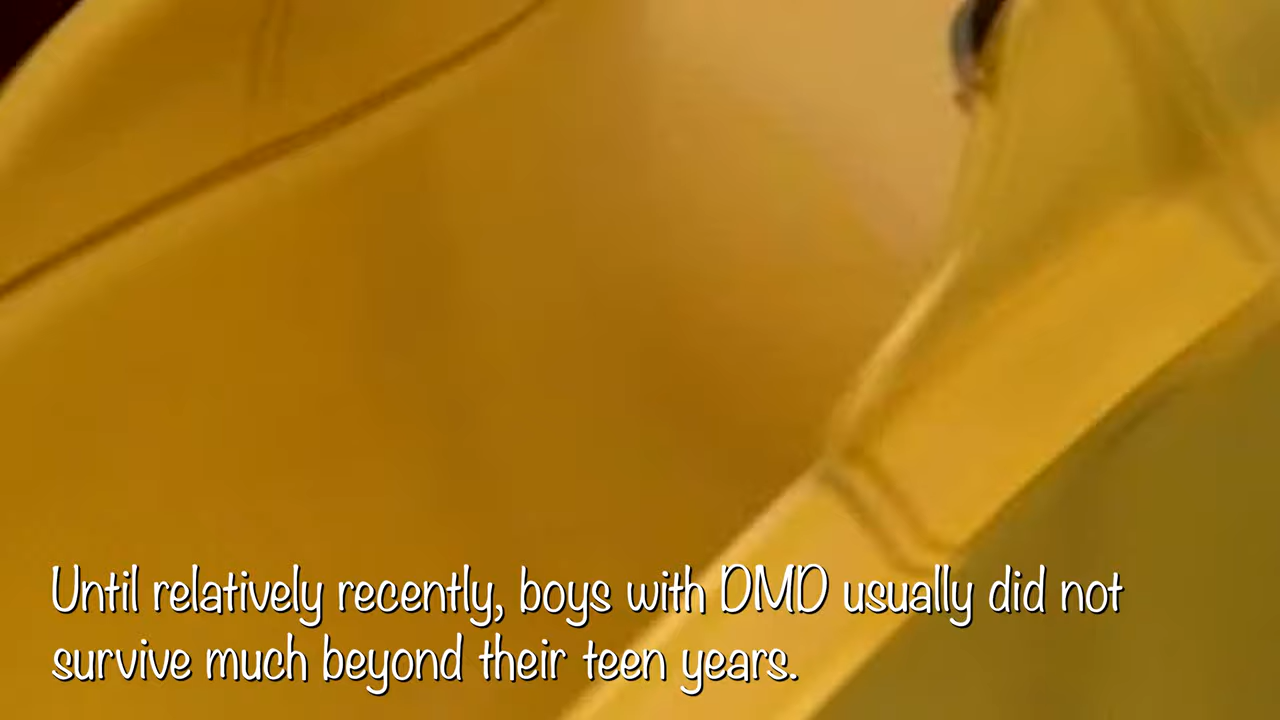 Until relatively recently, boys with DMD usually did not
survive much beyond their teen years.